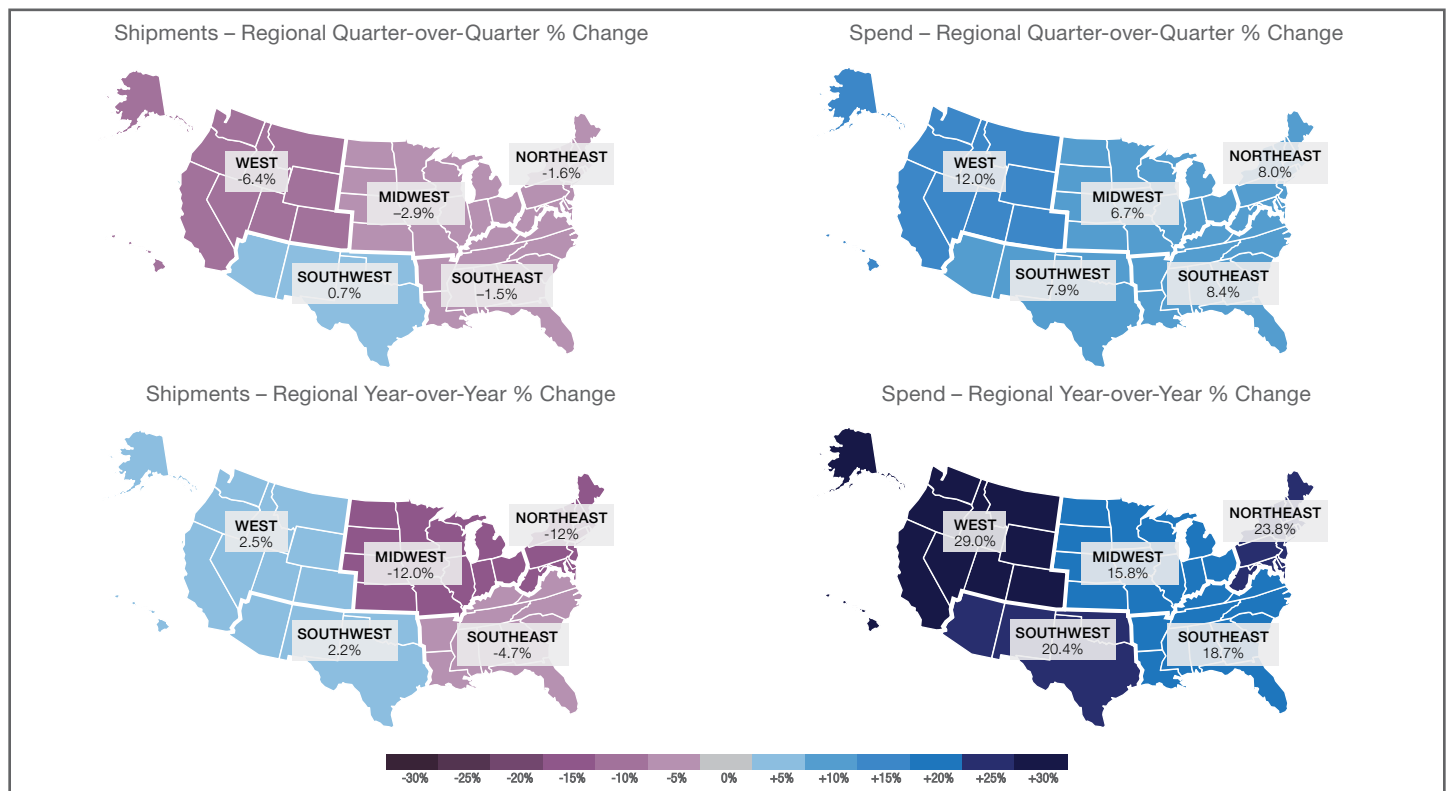 Shipments – Regional Quarter-over-Quarter % Change
WEST
-6.4%
MIDWEST
–2.9%
NORTHEAST
-1.6%
SOUTHWEST
0.7%
SOUTHEAST
–1.5%
Spend – Regional Quarter-over-Quarter % Change
WEST
12.0%
MIDWEST
6.7%
NORTHEAST
8.0%
SOUTHWEST
7.9%
SOUTHEAST
8.4%
Shipments – Regional Year-over-Year % Change
WEST
2.5%
MIDWEST
-12.0%
NORTHEAST
-12%
SOUTHWEST
2.2%
SOUTHEAST
-4.7%
Spend – Regional Year-over-Year % Change
WEST
29.0%
MIDWEST
15.8%
NORTHEAST
23.8%
SOUTHWEST
20.4%
SOUTHEAST
18.7%
-30% -25% -20% -15% -10% -5% 0% +5% +10% +15% +20% +25% +30%